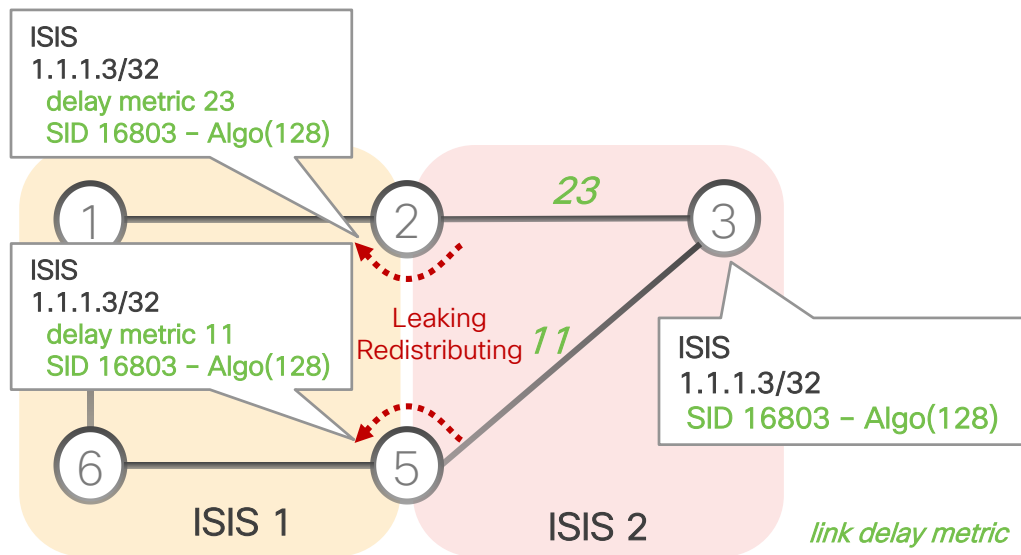 ISIS
1.1.1.3/32
delay metric 23
SID 16803 – Algo(128)
1
2
23
3
ISIS
1.1.1.3/32
delay metric 11
SID 16803 – Algo(128)
Leaking
Redistributing
11
ISIS
1.1.1.3/32
SID 16803 – Algo(128)
6
5
ISIS 1
ISIS 2
link delay metric